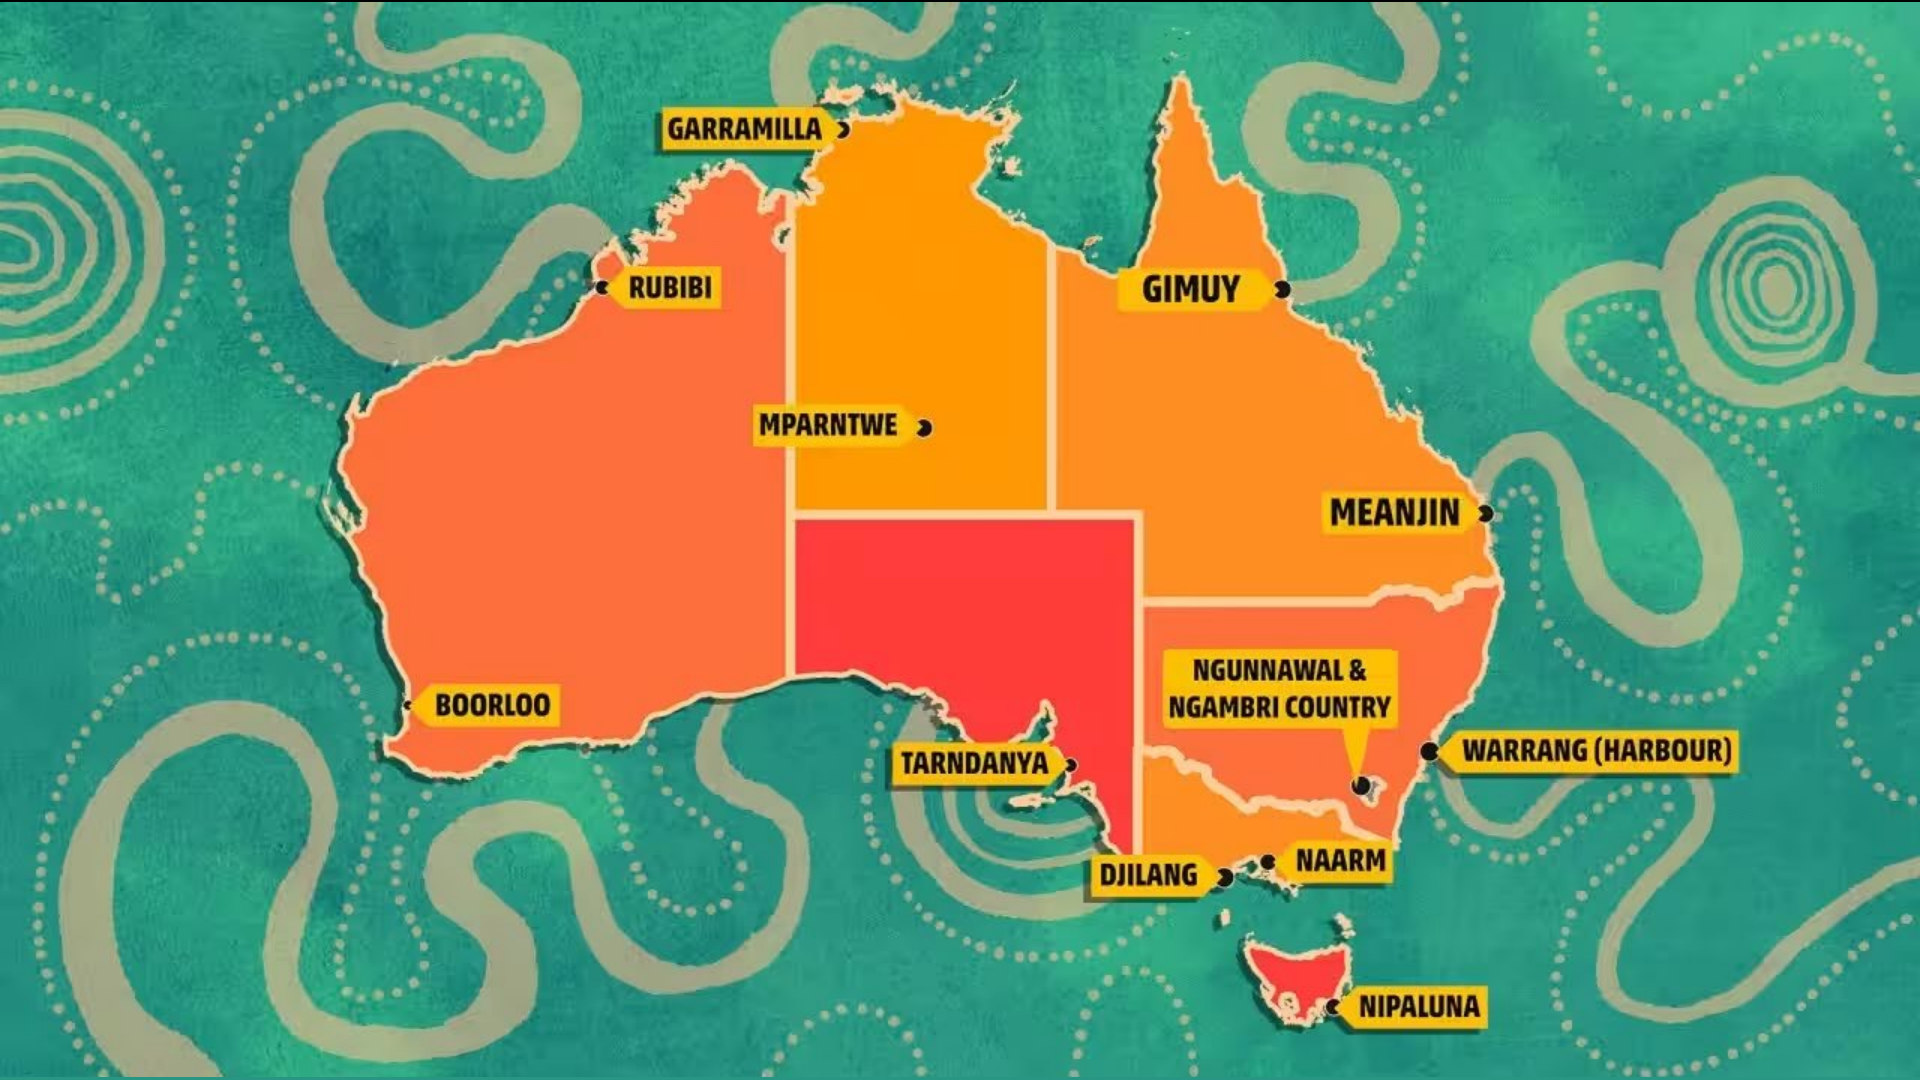 GARRAMILLA
RUBIBI
GIMUY
MPARNTWE
MEANJIN
NGUNNAWAL &
NGAMBRI COUNTRY
BOORLOO
WARRANG (HARBOUR)
TARNDANYA
DJILANG
NAARM
NIPALUNA